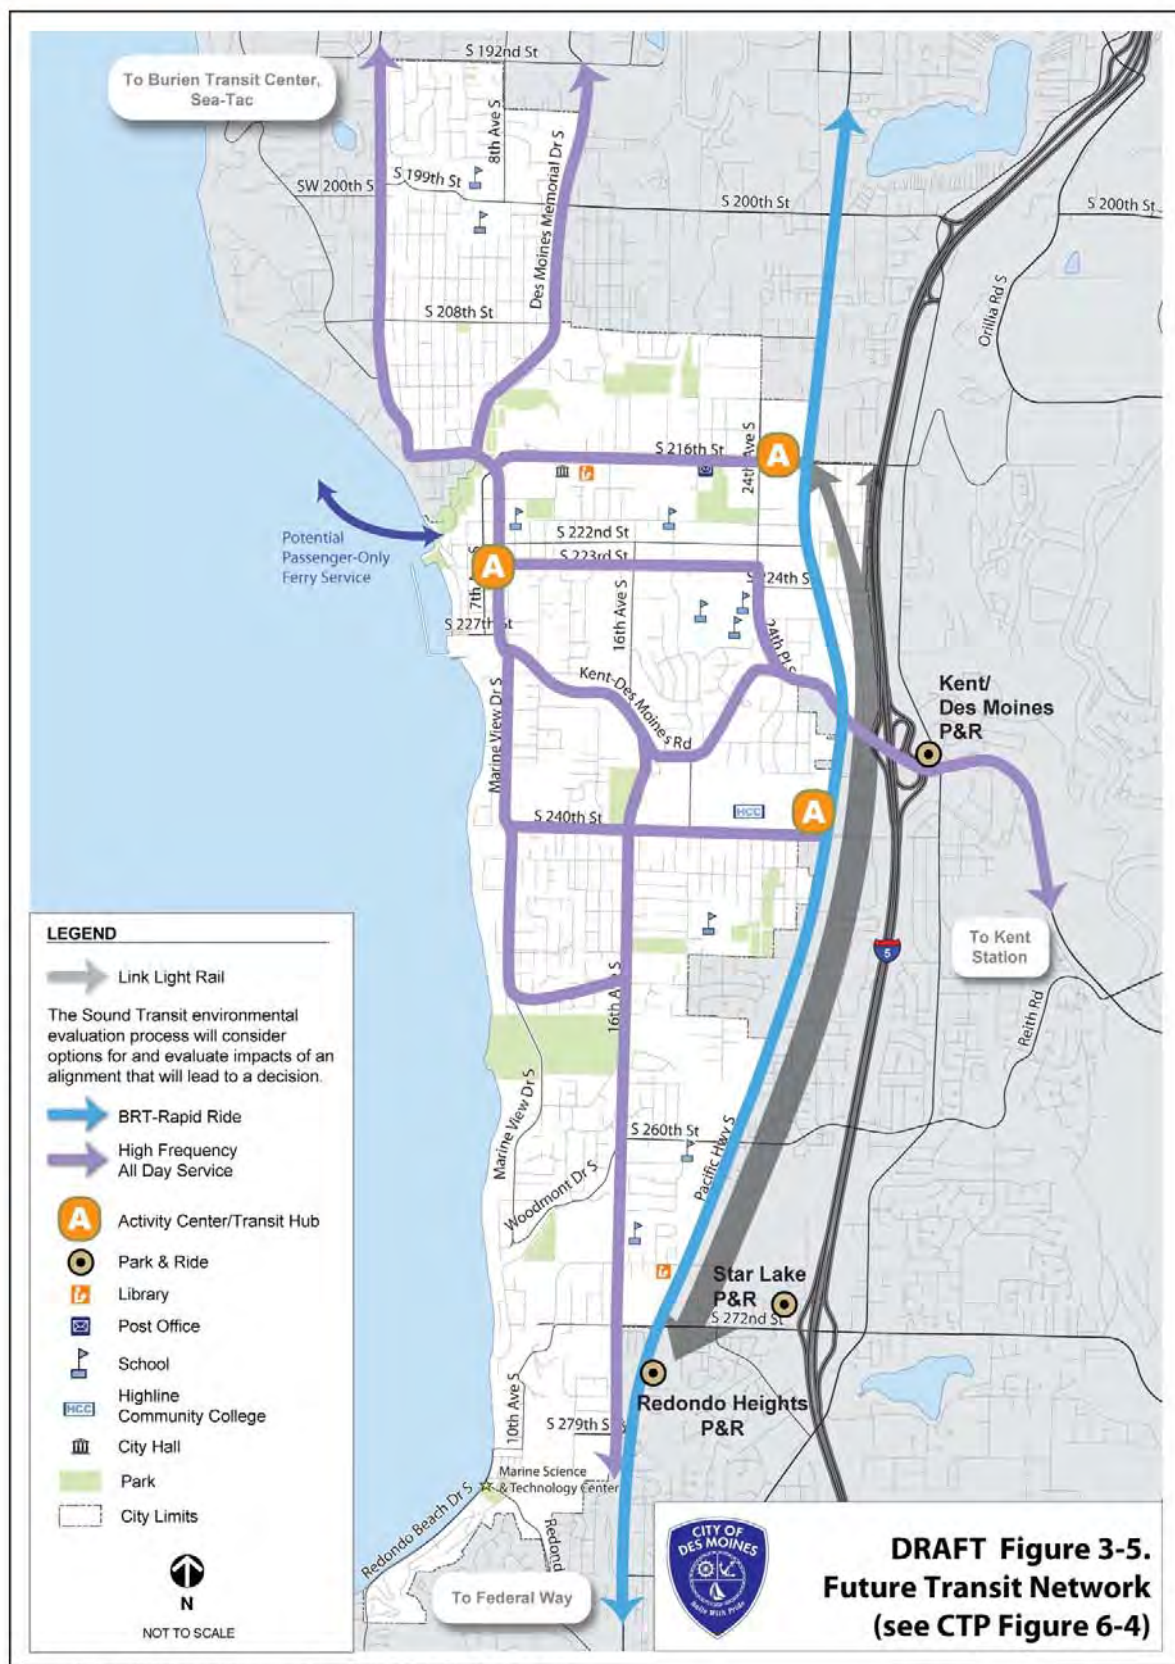 S 192nd St
To Burien Transit Center,
Sea-Tac
8th Ave S
Des Moines Memorial Dr S
SW 200th S
S 199th St
S 200th St
S 200th St
Orillia Rd S
S 208th St
S 216th St
24th Ave S
A
Potential
Passenger-Only
Ferry Service
S 222nd St
S 223rd St
S 224th St
A
7th
S
S 227th St
16th Ave S
24th Pl S
Kent-Des Moines Rd
Marine View Dr S
Kent/
Des Moines
P&R
HCC
A
S 240th St
5
To Kent
Station
Reith Rd
16th A
S
Marine View Dr S
S 260th St
Pacific Hwy S
Woodmont Dr S
Star Lake
P&R
S 272nd St
Redondo Heights
P&R
10th Ave S
S 279th S
Marine Science
& Technology Center
Redondo Beach Dr S
Redond
To Federal Way
LEGEND
Link Light Rail
The Sound Transit environmental
evaluation process will consider
options for and evaluate impacts of an
alignment that will lead to a decision.
BRT-Rapid Ride
High Frequency
All Day Service
A
Activity Center/Transit Hub
Park & Ride
Library
Post Office
School
HCC
Highline
Community College
City Hall
Park
City Limits
N
NOT TO SCALE
CITY OF
DES MOINES
DRAFT Figure 3-5.
Future Transit Network
(see CTP Figure 6-4)